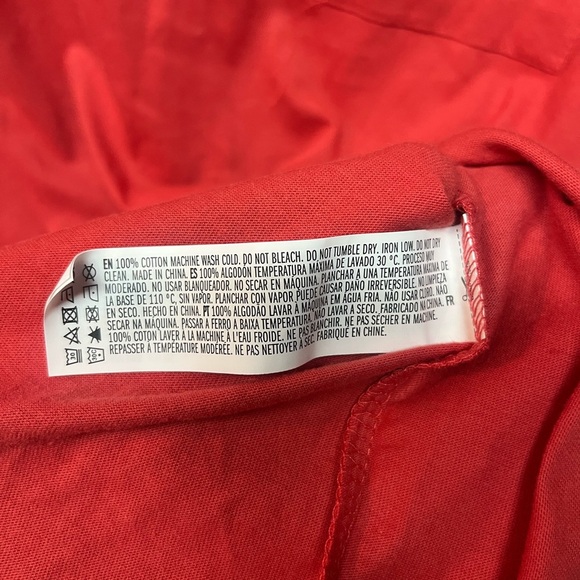 EN 100% COTTON MACHINE WASH COLD. DO NOT BLEACH. DO NOT TUMBLE DRY. IRON LOW. DO NOT DRY
CLEAN. MADE IN CHINA. ES 100% ALGODÓN TEMPERATURA MÁXIMA DE LAVADO 30 °C. PROCESO MUY
MODERADO. NO USAR BLANQUEADOR. NO SECAR EN MÁQUINA. PLANCHAR A UNA TEMPERATURA MÁXIMA DE
LA BASE DE 110 °C, SIN VAPOR. PLANCHAR CON VAPOR PUEDE CAUSAR DAÑO IRREVERSIBLE. NO LIMPIEZA
EN SECO. HECHO EN CHINA. PT 100% ALGODÃO LAVAR À MÁQUINA EM ÁGUA FRIA. NÃO USAR ALVEJANTE. NÃO
SECAR NA MÁQUINA. PASSAR A FERRO A BAIXA TEMPERATURA. NÃO LAVAR A SECO. FABRICADO NA CHINA. FR
100% COTON LAVER À LA MACHINE À L'EAU FROIDE. NE PAS BLANCHIR. NE PAS SÉCHER EN MACHINE.
REPASSER À TEMPÉRATURE MODÉRÉE. NE PAS NETTOYER À SEC. FABRIQUÉ EN CHINE.